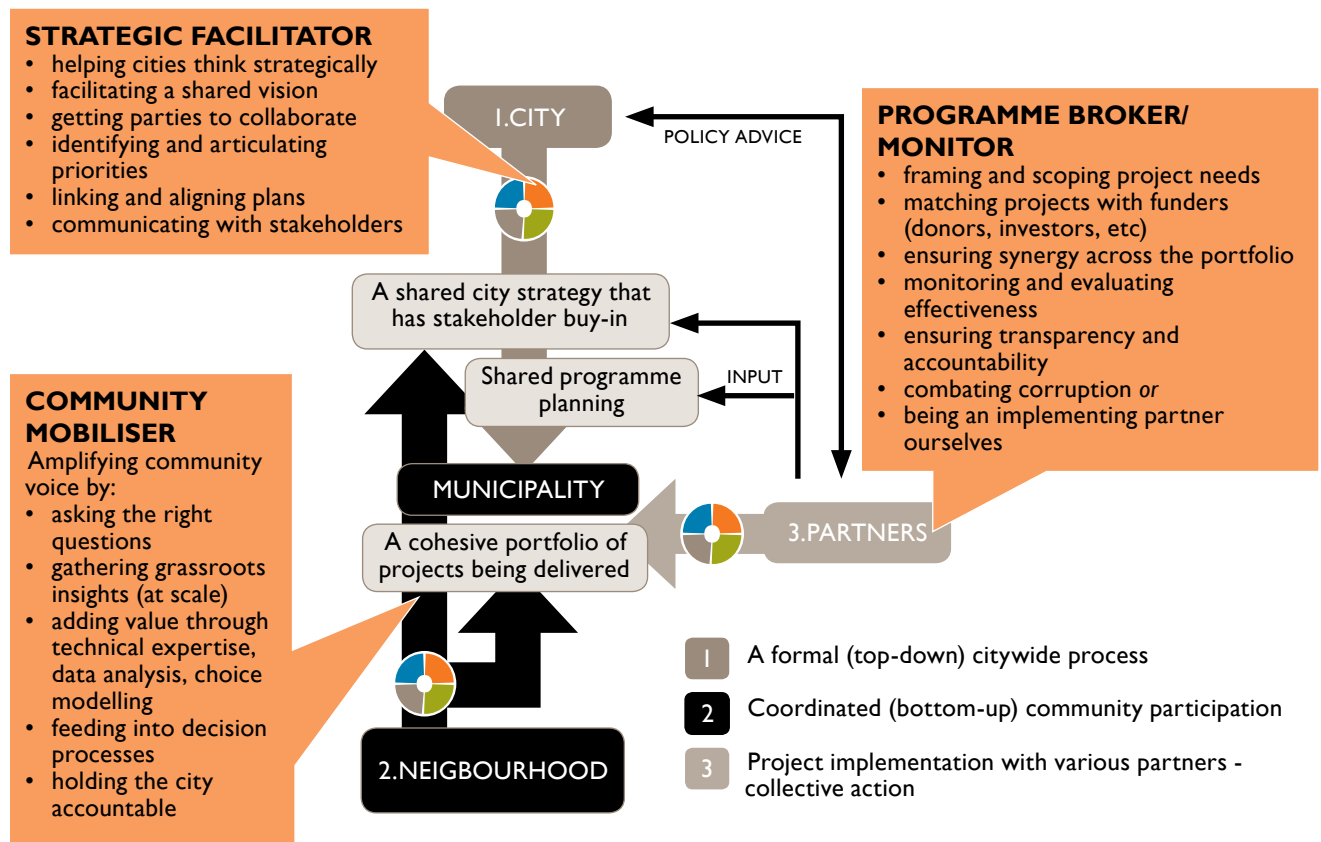 STRATEGIC FACILITATOR
• helping cities think strategically
• facilitating a shared vision
• getting parties to collaborate
• identifying and articulating
priorities
• linking and aligning plans
• communicating with stakeholders
1.CITY
POLICY ADVICE
PROGRAMME BROKER/
MONITOR
• framing and scoping project needs
• matching projects with funders
(donors, investors, etc)
• ensuring synergy across the portfolio
• monitoring and evaluating
effectiveness
• ensuring transparency and
accountability
• combating corruption or
• being an implementing partner
ourselves
A shared city strategy that
has stakeholder buy-in
Shared programme
planning
INPUT
COMMUNITY
MOBILISER
Amplifying community
voice by:
• asking the right
questions
• gathering grassroots
insights (at scale)
• adding value through
technical expertise,
data analysis, choice
modelling
• feeding into decision
processes
• holding the city
accountable
MUNICIPALITY
A cohesive portfolio of
projects being delivered
3.PARTNERS
2.NEIGBOURHOOD
1 A formal (top-down) citywide process
2 Coordinated (bottom-up) community participation
3 Project implementation with various partners -
collective action